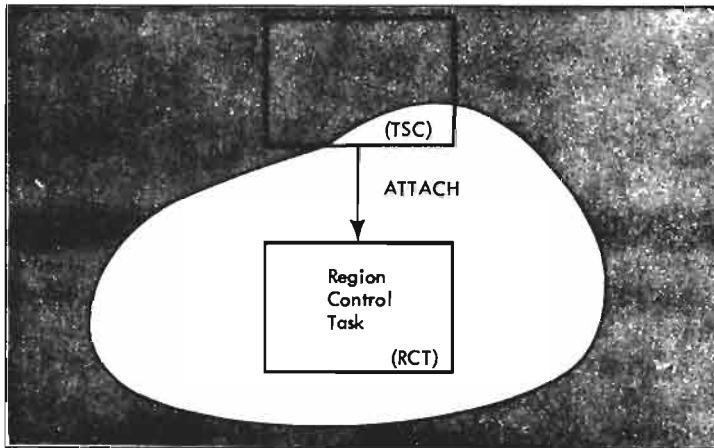 (TSC)
ATTACH
Region
Control
Task
(RCT)